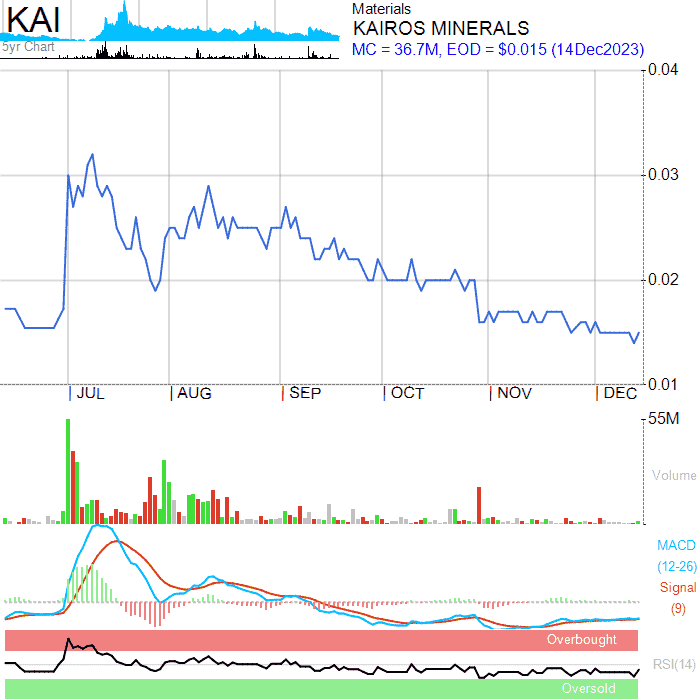 KAI
5yr Chart
Materials
KAIROS MINERALS
MC = 36.7M, EOD = $0.015 (14Dec2023)
0.04
0.03
0.02
0.01
JUL AUG SEP OCT NOV DEC
55M
Volume
MACD
(12-26)
Signal
(9)
Overbought
RSI(14)
Oversold